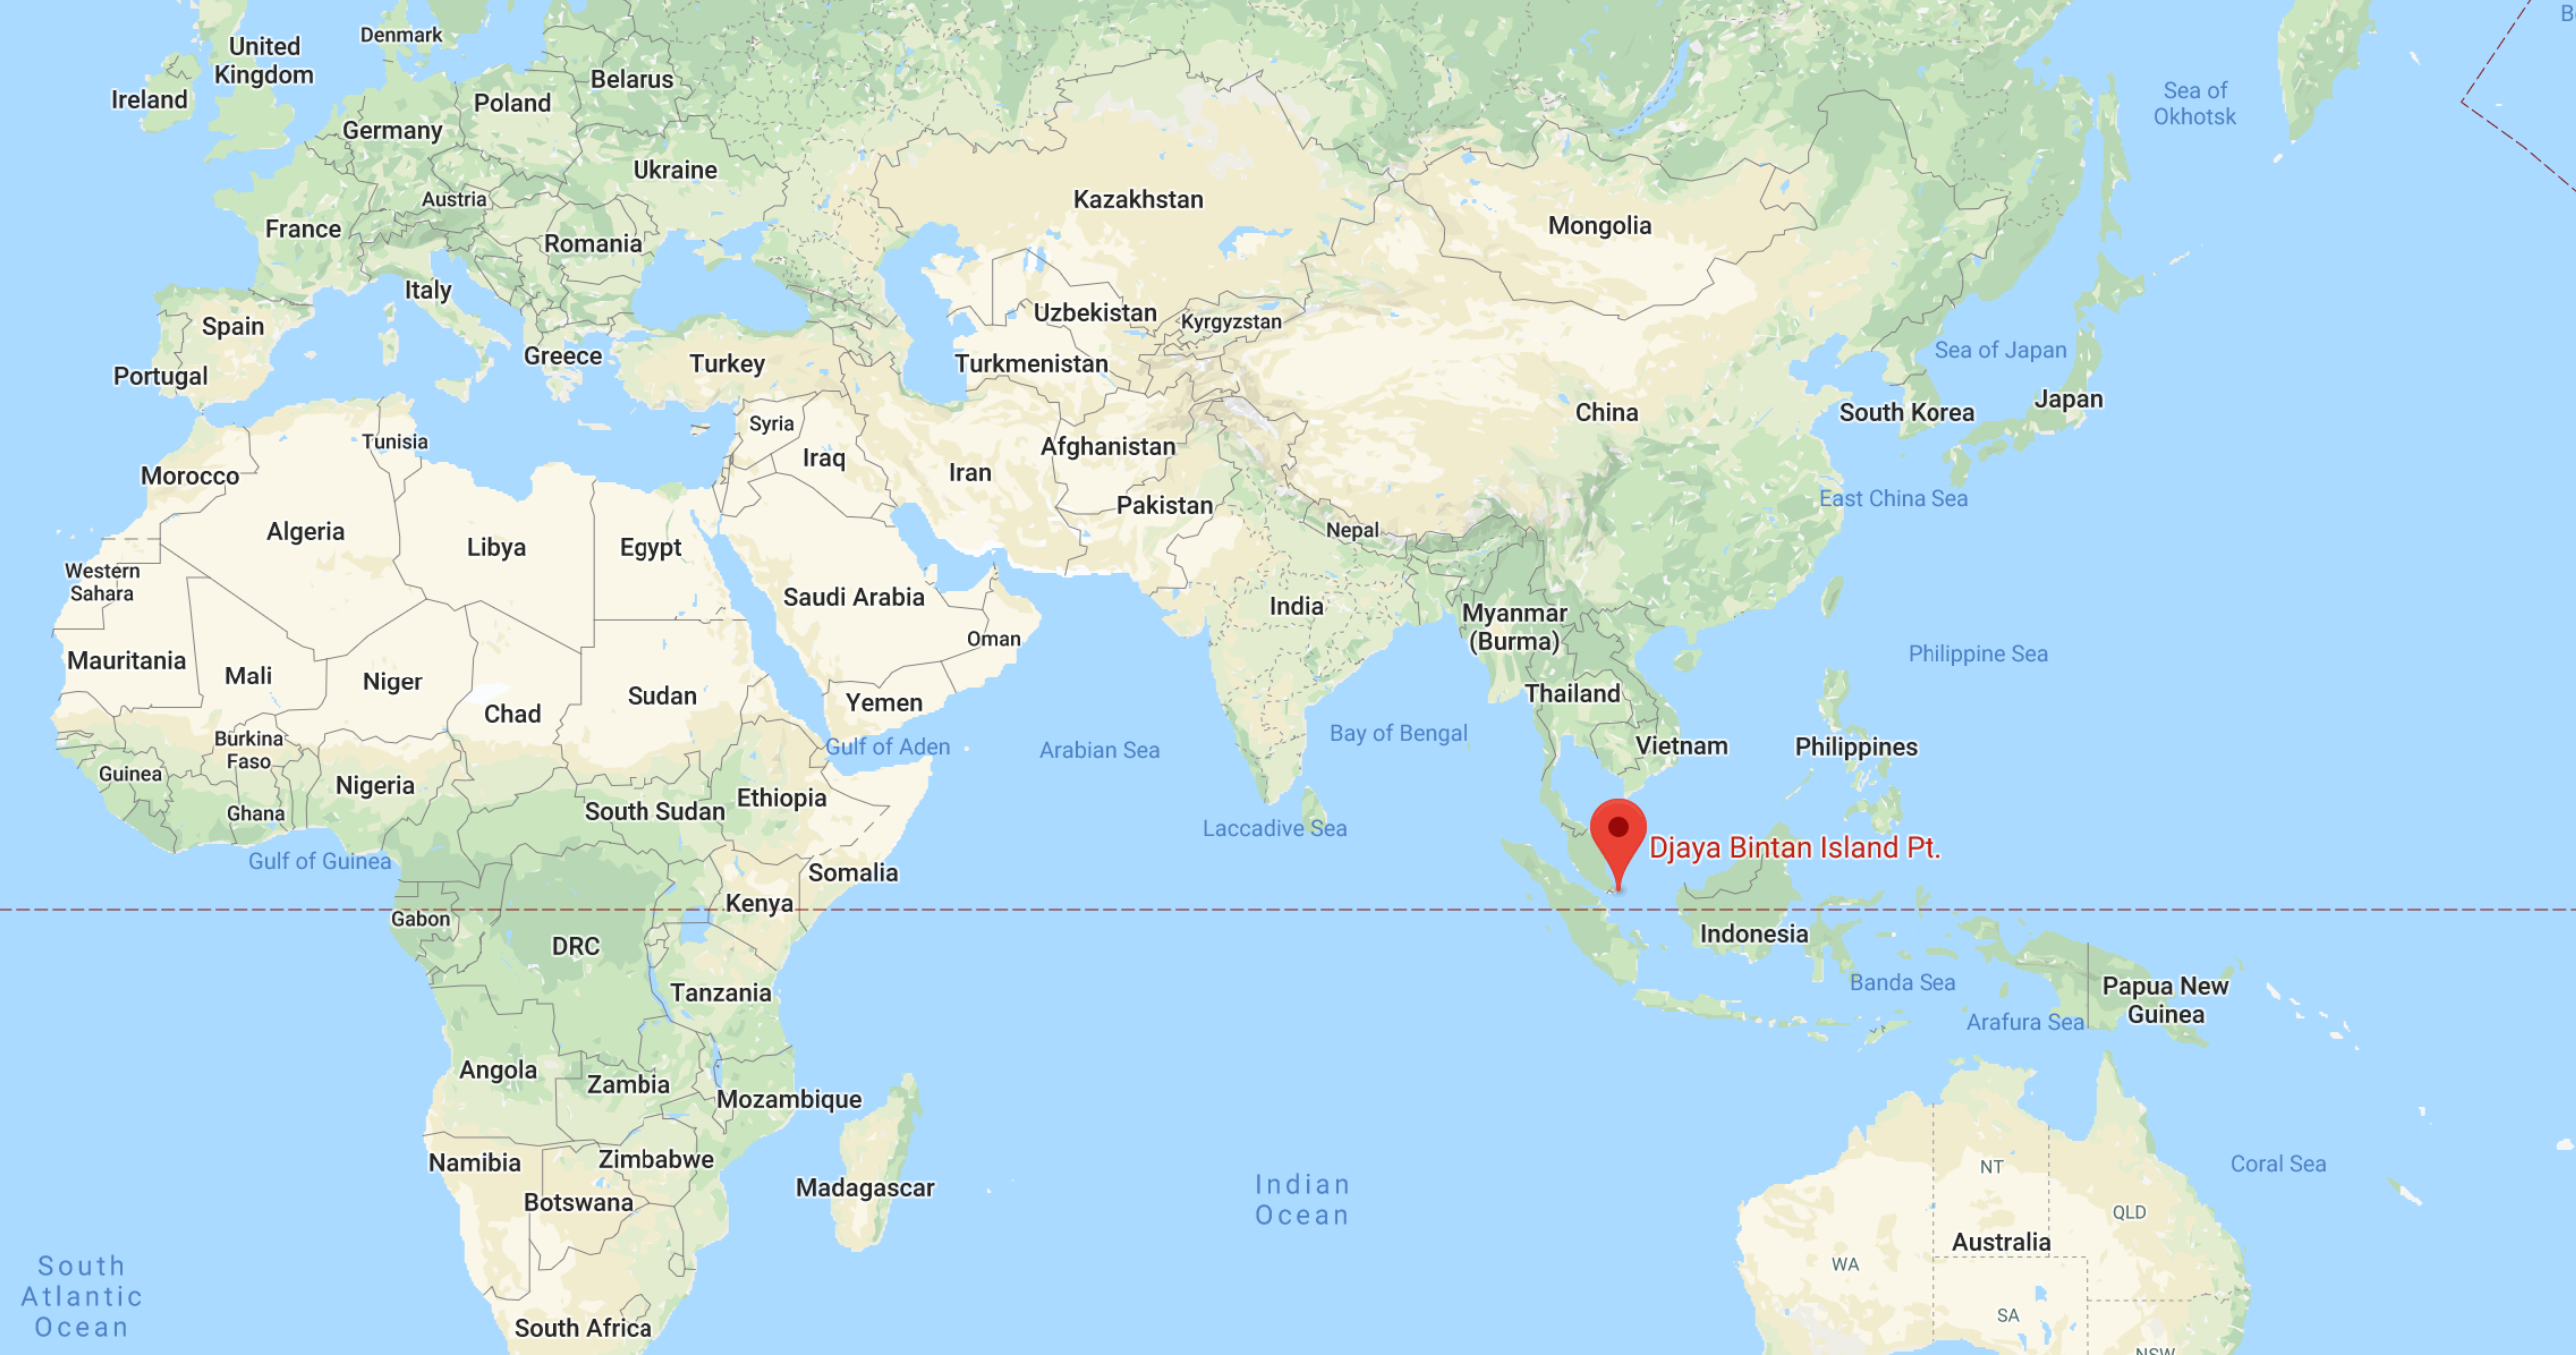 Denmark
United
Kingdom
Ireland
Belarus
Poland
Germany
Ukraine
Austria
France
Romania
Italy
Spain
Portugal
Greece
Turkey
Kazakhstan
Mongolia
Uzbekistan
Kyrgyzstan
Turkmenistan
Sea of
Okhotsk
B
Sea of Japan
Japan
South Korea
China
East China Sea
Tunisia
Morocco
Syria
Iraq
Iran
Afghanistan
Pakistan
Nepal
Algeria
Libya
Egypt
Western
Sahara
Saudi Arabia
India
Myanmar
(Burma)
Oman
Mauritania
Mali
Niger
Chad
Sudan
Yemen
Thailand
Philippine Sea
Burkina
Faso
Guinea
Nigeria
Ghana
South Sudan
Ethiopia
Gulf of Aden
Arabian Sea
Bay of Bengal
Vietnam
Philippines
Laccadive Sea
Djaya Bintan Island Pt.
Gulf of Guinea
Somalia
Kenya
Gabon
DRC
Indonesia
Tanzania
Banda Sea
Papua New
Guinea
Arafura Sea
Angola
Zambia
Mozambique
Namibia
Zimbabwe
Botswana
Madagascar
Indian
Ocean
NT
Coral Sea
QLD
Australia
WA
South
Atlantic
Ocean
South Africa
SA
NSW